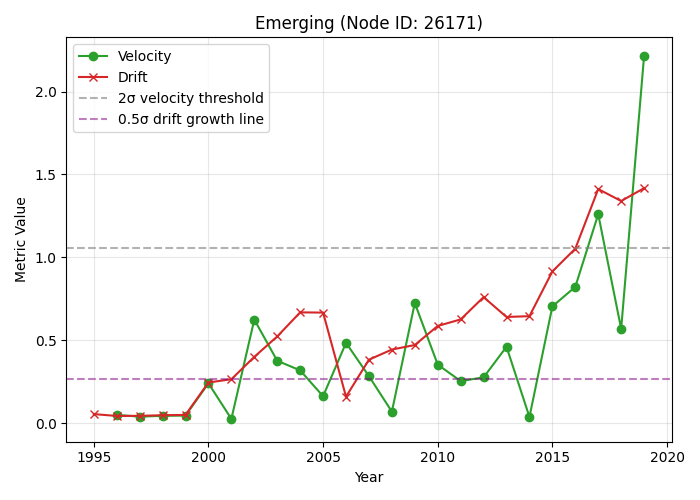 Emerging (Node ID: 26171)
Velocity
Drift
2σ velocity threshold
0.5σ drift growth line
Metric Value
2.0
1.5
1.0
0.5
0.0
1995 2000 2005 2010 2015 2020
Year